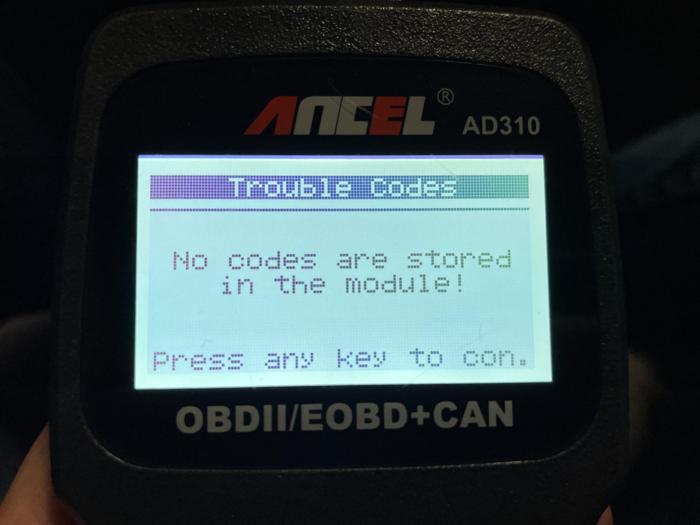 ANCEL® AD310
Trouble Codes
No codes are stored
in the module!
Press any key to con.
OBDII/EOBD+CAN